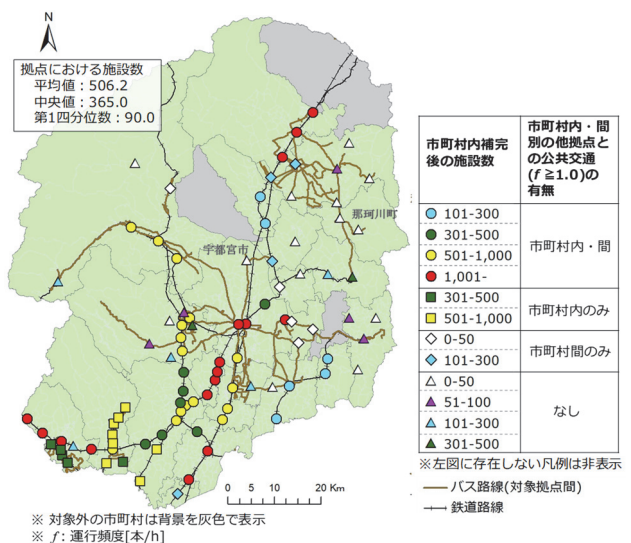 N
拠点における施設数
平均値：506.2
中央値：365.0
第1四分位数：90.0
那珂川町
宇都宮市
0 5 10 20 Km
※ 対象外の市町村は背景を灰色で表示
※ f：運行頻度[本/h]
市町村内補完後の施設数
市町村内・間別の他拠点との公共交通(f≧1.0)の有無
101-300
301-500
501-1,000
1,001-
市町村内・間
301-500
501-1,000
市町村内のみ
0-50
101-300
市町村間のみ
0-50
51-100
101-300
301-500
なし
※左図に存在しない凡例は非表示
バス路線(対象拠点間)
鉄道路線